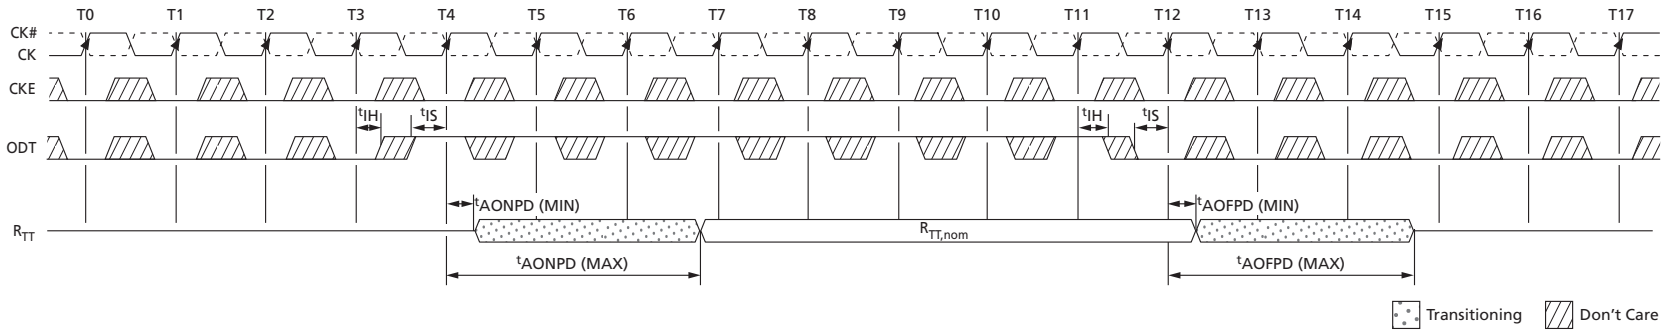 T0 T1 T2 T3 T4 T5 T6 T7 T8 T9 T10 T11 T12 T13 T14 T15 T16 T17
CK#
CK
CKE
tIH tIS tIH tIS
ODT
tAONPD (MIN) tAOFPD (MIN)
RTT RTT,nom
tAONPD (MAX) tAOFPD (MAX)
Transitioning Don't Care